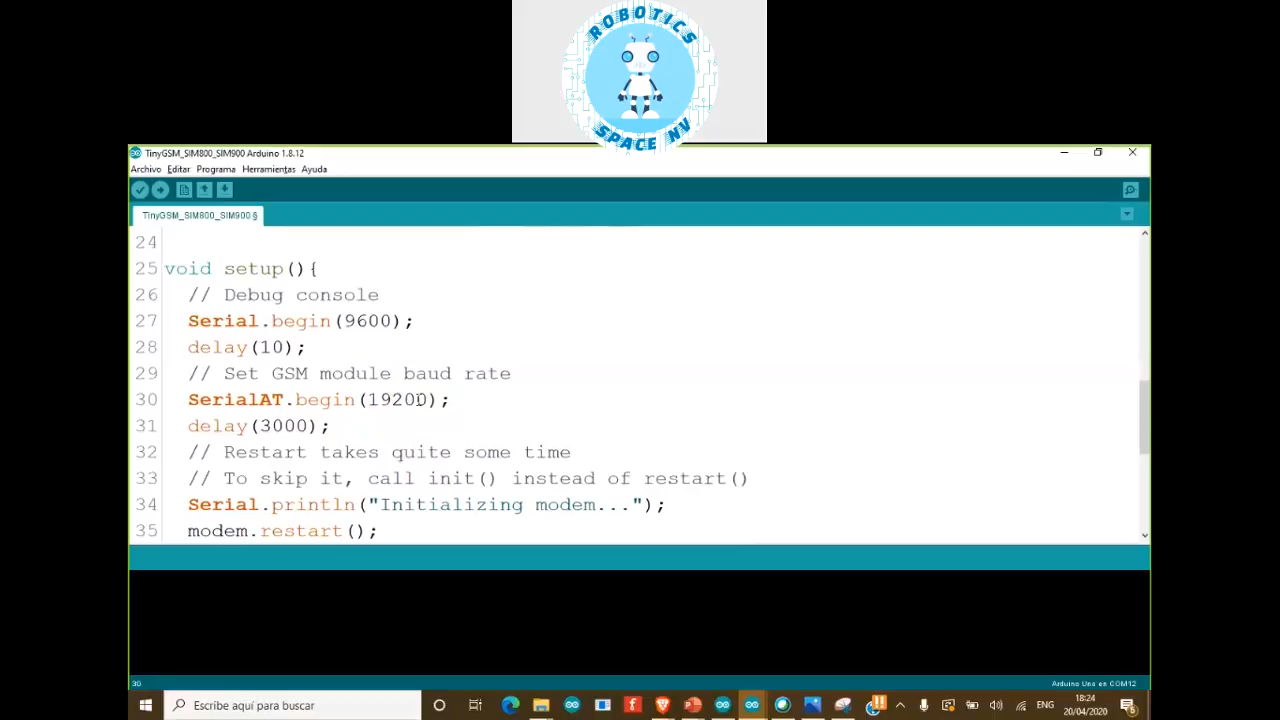 ROBOTICS
SPACE NV
TinyGSM_SIM800_SIM900 Arduino 1.8.12
Archivo Editar Programa Herramientas Ayuda
TinyGSM_SIM800_SIM900 §
24
25 void setup(){
26 // Debug console
27 Serial.begin(9600);
28 delay(10);
29 // Set GSM module baud rate
30 SerialAT.begin(19200);
31 delay(3000);
32 // Restart takes quite some time
33 // To skip it, call init() instead of restart()
34 Serial.println("Initializing modem...");
35 modem.restart();
30 Arduino Uno en COM12
Escribe aquí para buscar
ENG
18:24
20/04/2020